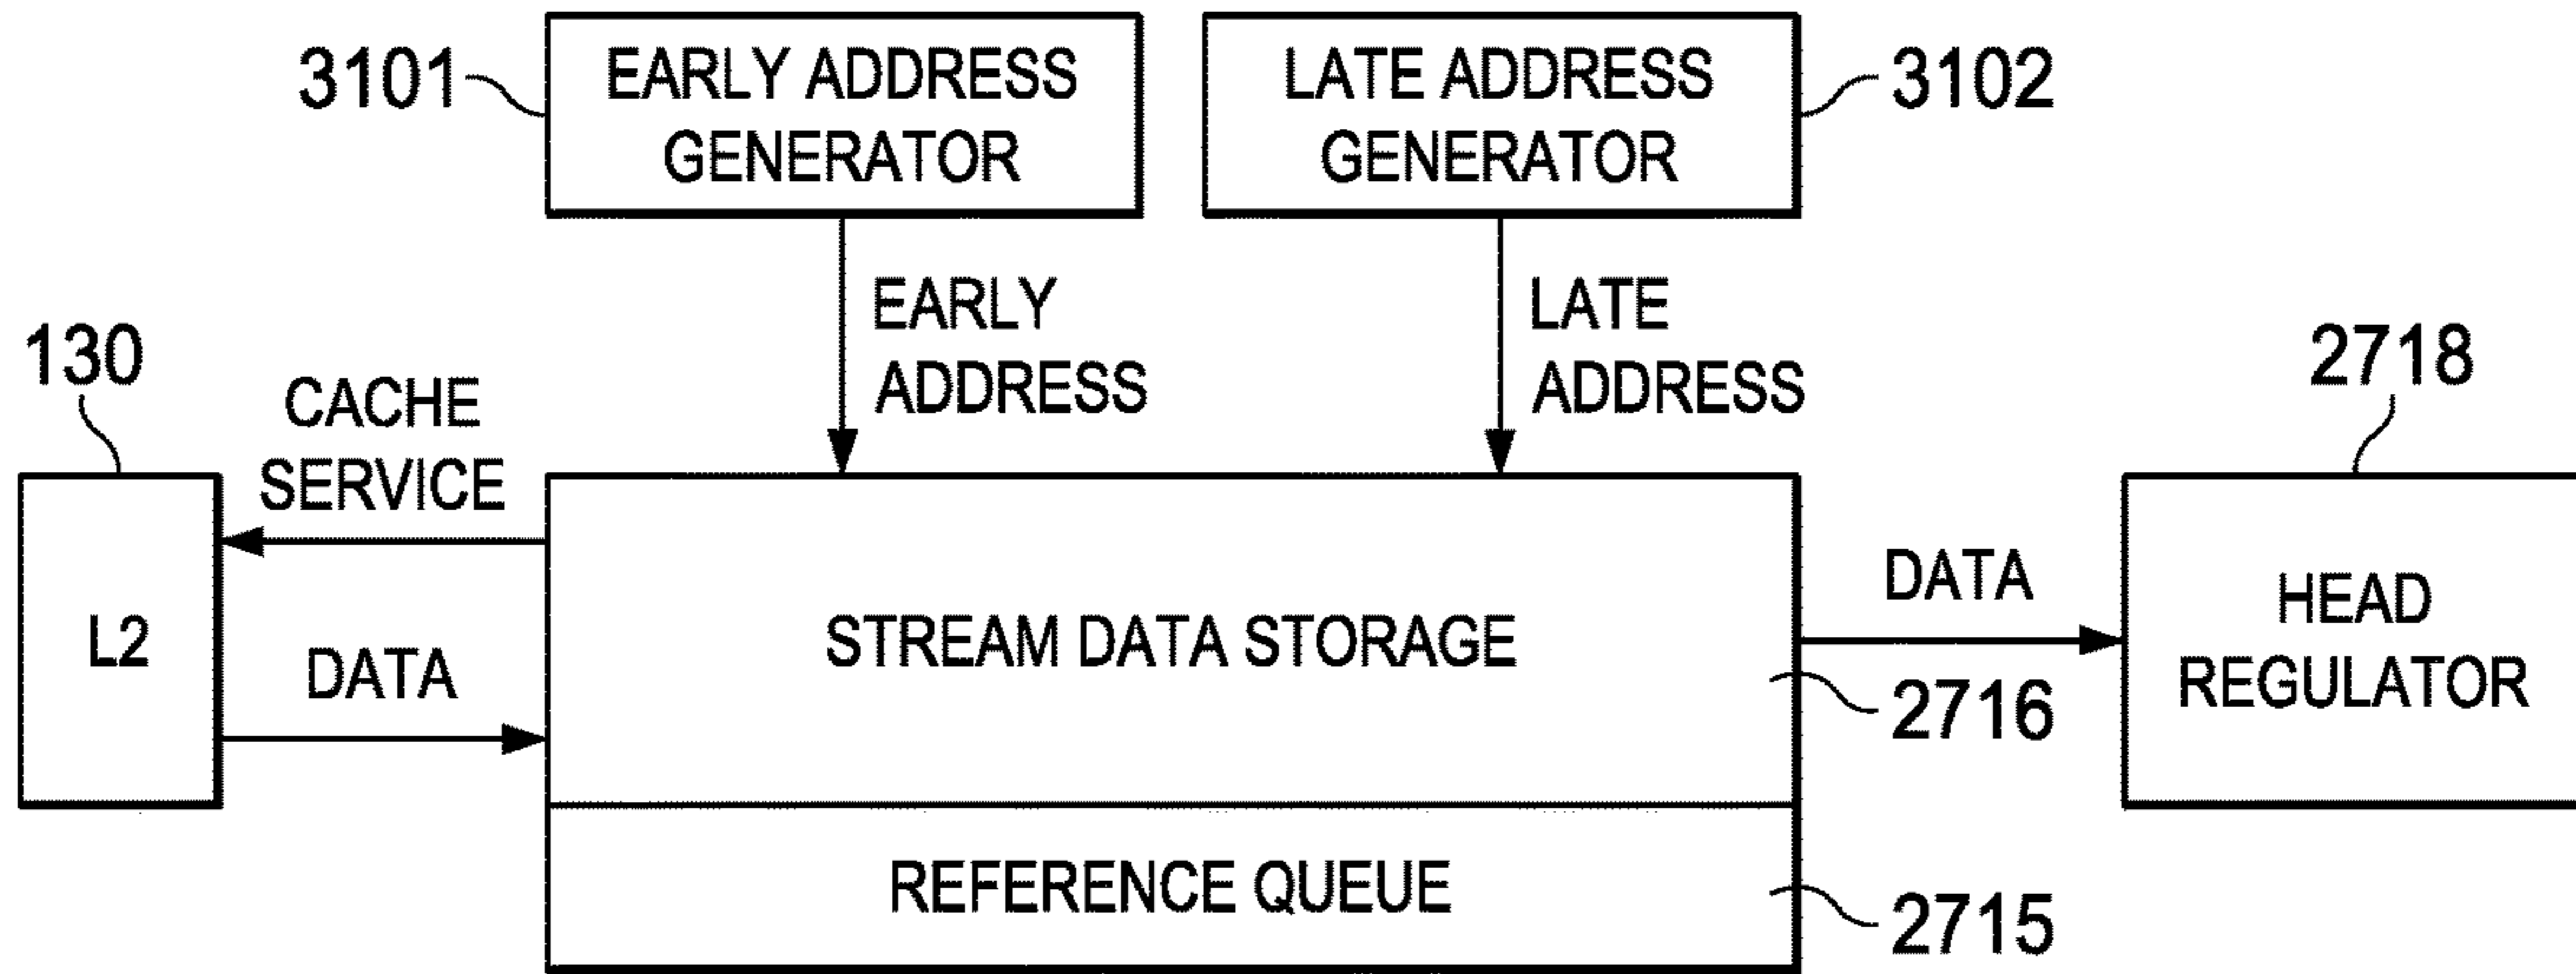 3101
EARLY ADDRESS
GENERATOR
LATE ADDRESS
GENERATOR
3102
EARLY
ADDRESS
LATE
ADDRESS
130
CACHE
SERVICE
2718
L2
DATA
STREAM DATA STORAGE
DATA
HEAD
REGULATOR
2716
REFERENCE QUEUE
2715